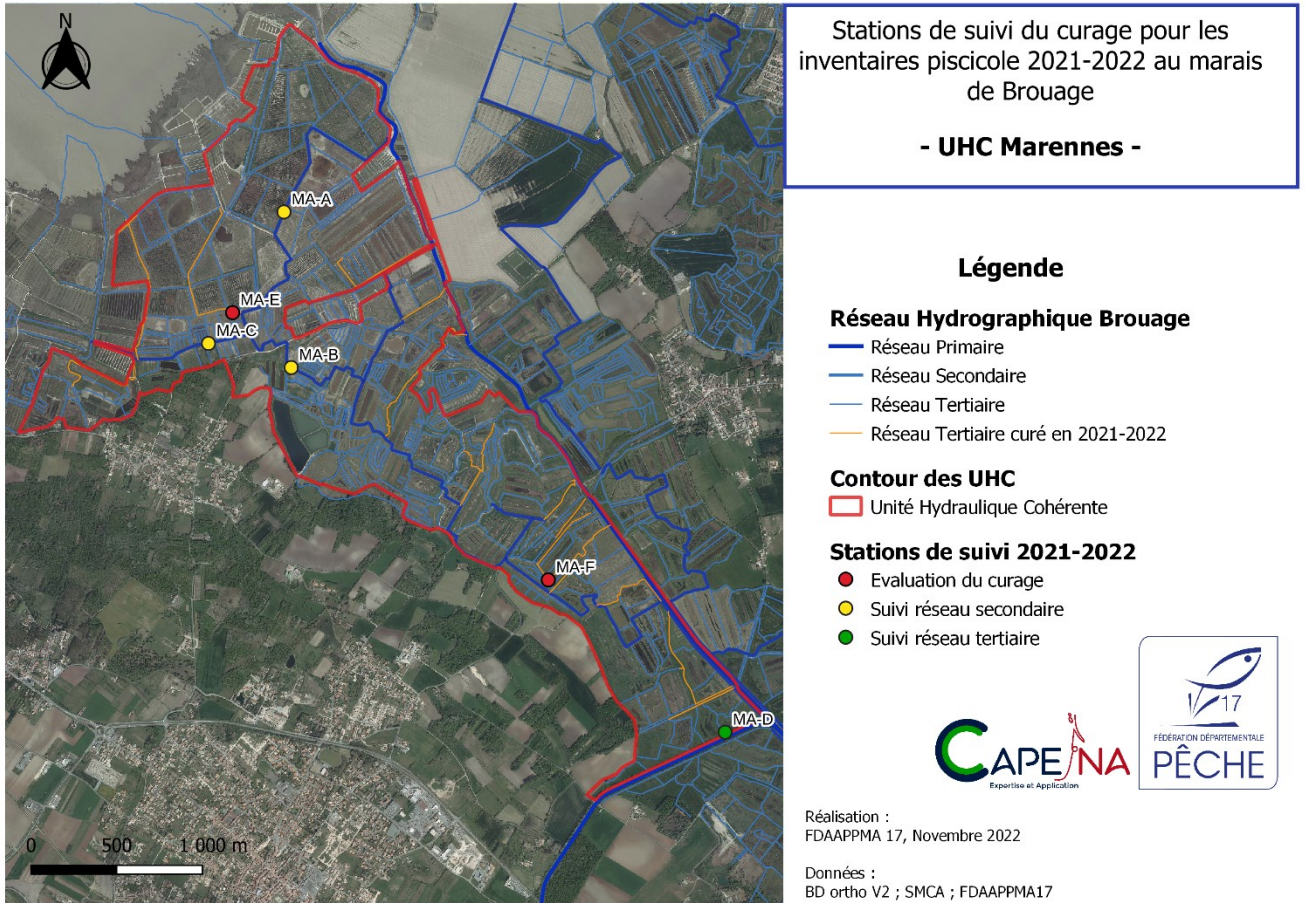 N
MA-A
MA-E
MA-C
MA-B
MA-F
MA-D
0 500 1 000 m
Stations de suivi du curage pour les
inventaires piscicole 2021-2022 au marais
de Brouage
- UHC Marennes -
Légende
Réseau Hydrographique Brouage
Réseau Primaire
Réseau Secondaire
Réseau Tertiaire
Réseau Tertiaire curé en 2021-2022
Contour des UHC
Unité Hydraulique Cohérente
Stations de suivi 2021-2022
Evaluation du curage
Suivi réseau secondaire
Suivi réseau tertiaire
CAPENA
Expertise et Application
17
FÉDÉRATION DÉPARTEMENTALE
PÊCHE
Réalisation :
FDAAPPMA 17, Novembre 2022
Données :
BD ortho V2 ; SMCA ; FDAAPPMA17